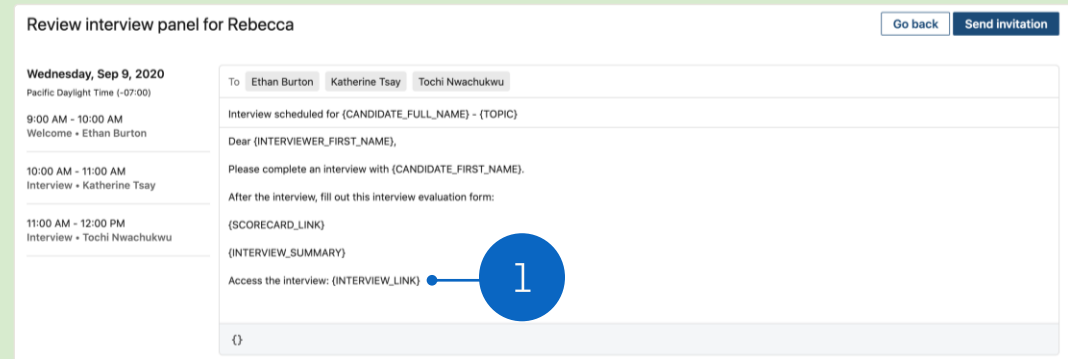 Review interview panel for Rebecca
Go back
Send invitation
Wednesday, Sep 9, 2020
Pacific Daylight Time (-07:00)
9:00 AM - 10:00 AM
Welcome • Ethan Burton
10:00 AM - 11:00 AM
Interview • Katherine Tsay
11:00 AM - 12:00 PM
Interview • Tochi Nwachukwu
To Ethan Burton Katherine Tsay Tochi Nwachukwu
Interview scheduled for {CANDIDATE_FULL_NAME} - {TOPIC}
Dear {INTERVIEWER_FIRST_NAME},
Please complete an interview with {CANDIDATE_FIRST_NAME}.
After the interview, fill out this interview evaluation form:
{SCORECARD_LINK}
{INTERVIEW_SUMMARY}
Access the interview: {INTERVIEW_LINK}
1
{}